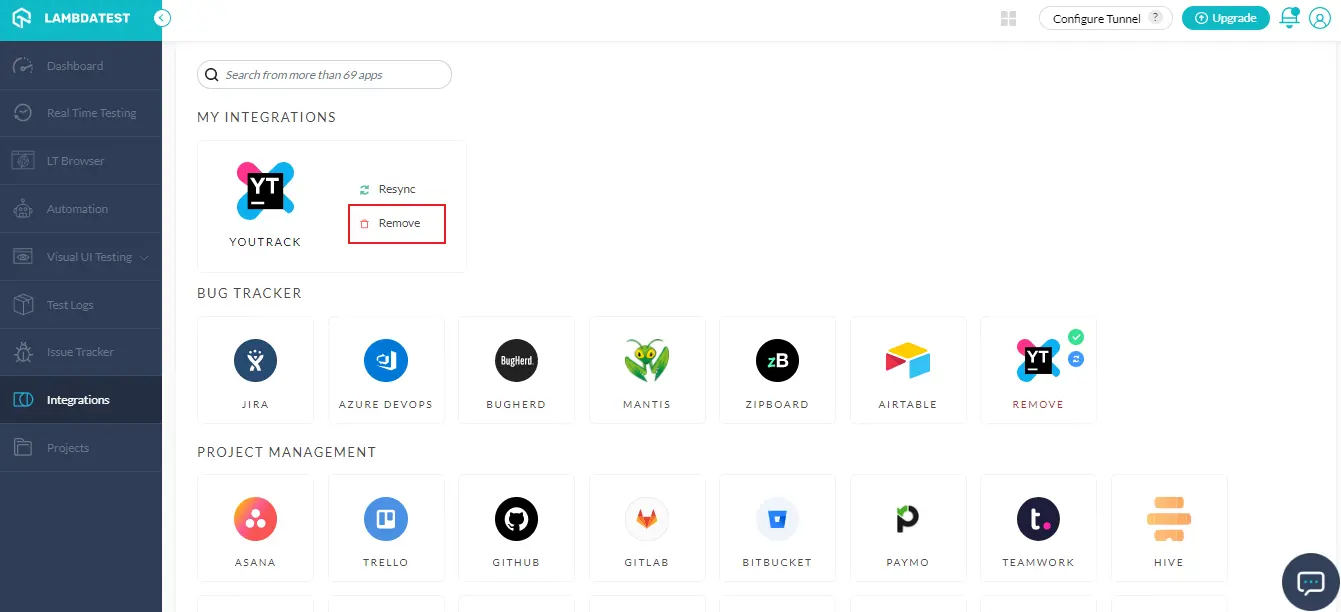 LAMBDATEST
Configure Tunnel ?
Upgrade
Dashboard
Real Time Testing
LT Browser
Automation
Visual UI Testing
Test Logs
Issue Tracker
Integrations
Projects
Search from more than 69 apps
MY INTEGRATIONS
YT
YOUTRACK
Resync
Remove
BUG TRACKER
BugHerd.
zB
YT
JIRA
AZURE DEVOPS
BUGHERD
MANTIS
ZIPBOARD
AIRTABLE
REMOVE
PROJECT MANAGEMENT
t.
ASANA
TRELLO
GITHUB
GITLAB
BITBUCKET
PAYMO
TEAMWORK
HIVE